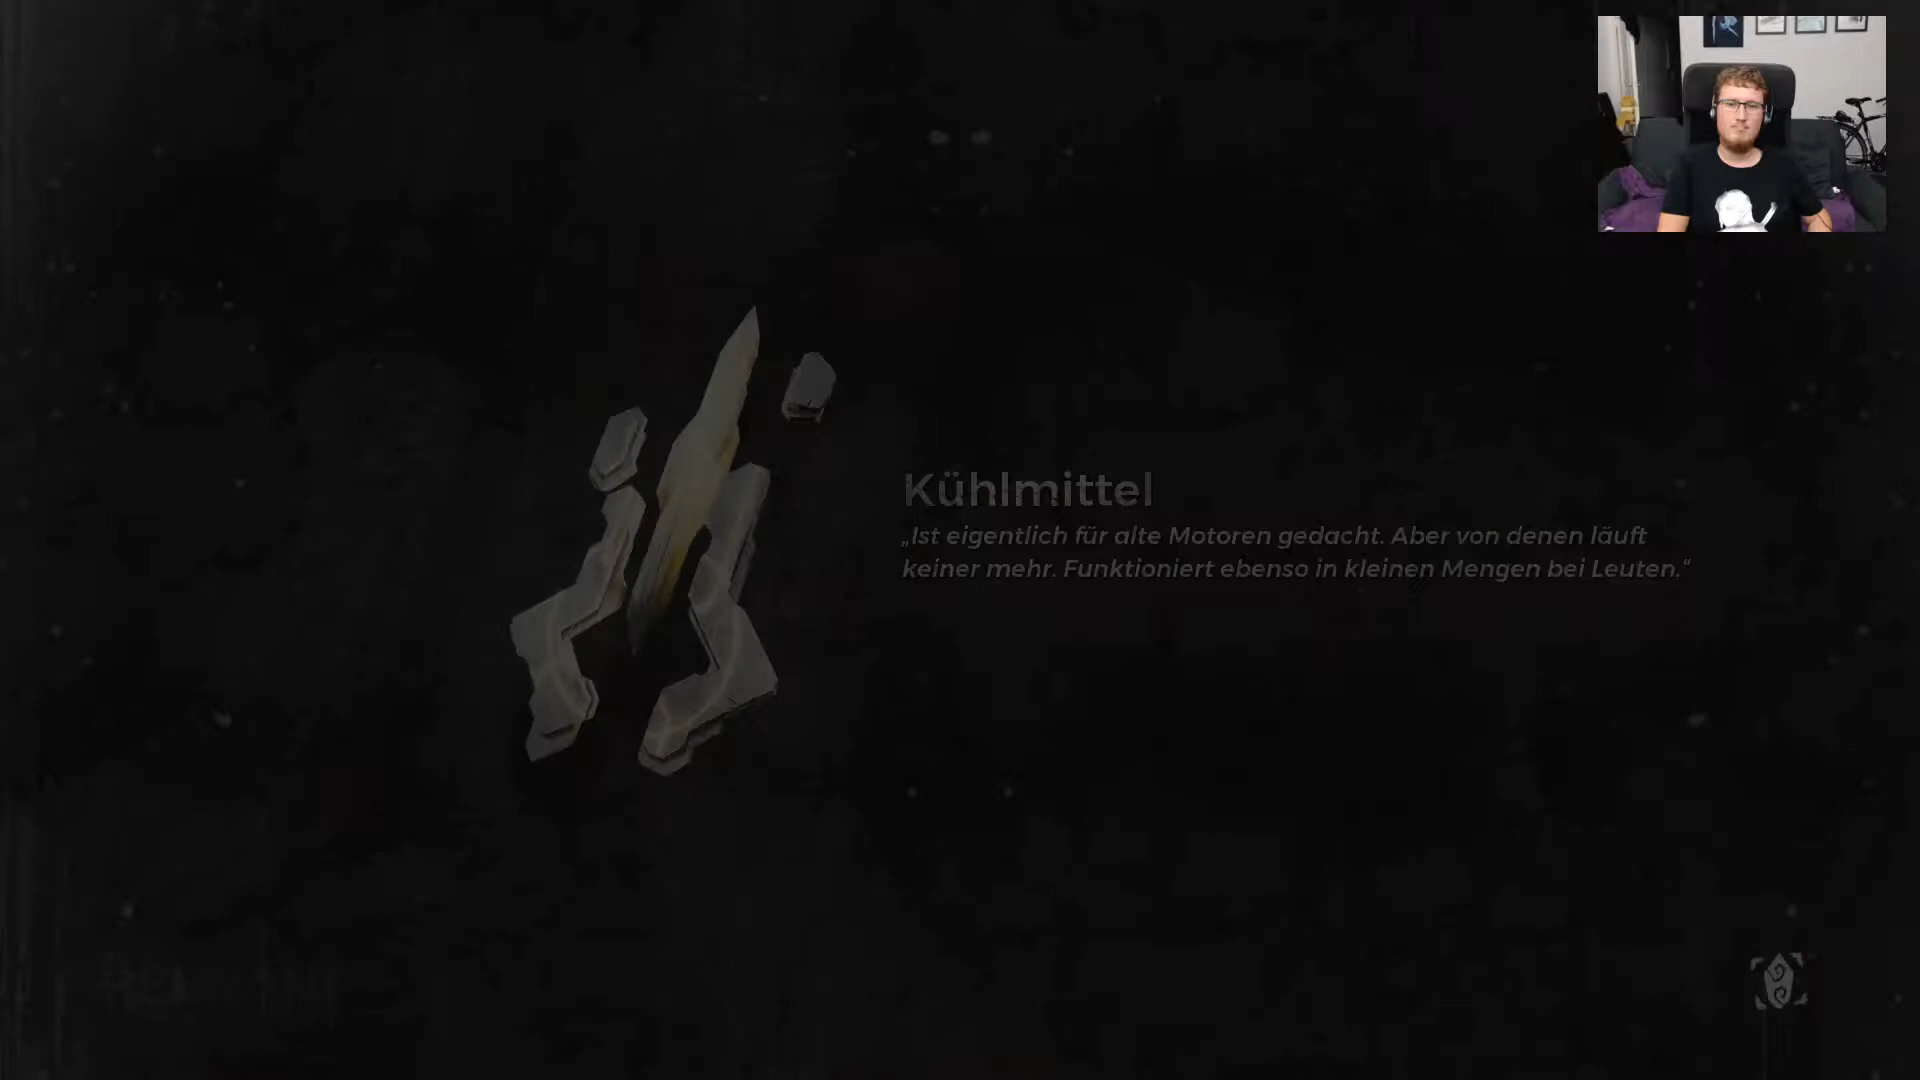 Kühlmittel
„Ist eigentlich für alte Motoren gedacht. Aber von denen läuft
keiner mehr. Funktioniert ebenso in kleinen Mengen bei Leuten.“